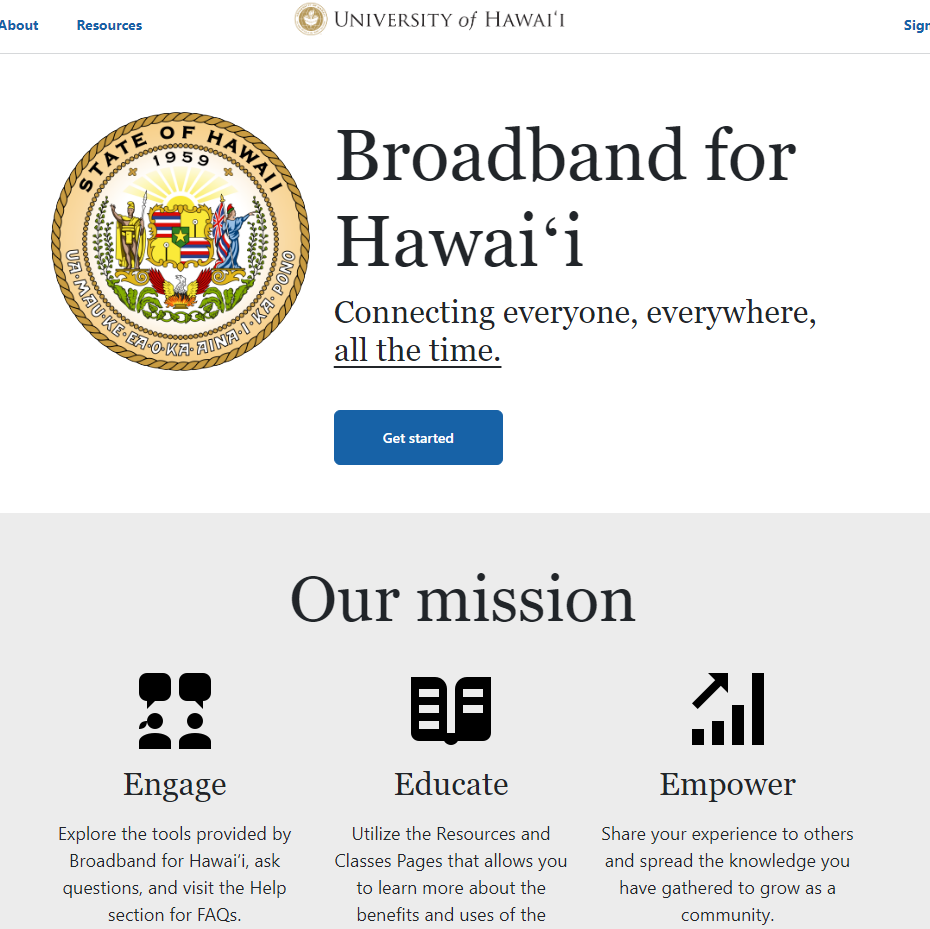 About
Resources
UNIVERSITY of HAWAIʻI
Sign
STATE OF HAWAII
1959
UA·MAU·KE·EA·O·KA·AINA·I·KA·PONO
Broadband for
Hawaiʻi
Connecting everyone, everywhere,
all the time.
Get started
Our mission
Engage
Educate
Empower
Explore the tools provided by
Broadband for Hawai'i, ask
questions, and visit the Help
section for FAQs.
Utilize the Resources and
Classes Pages that allows you
to learn more about the
benefits and uses of the
Share your experience to others
and spread the knowledge you
have gathered to grow as a
community.